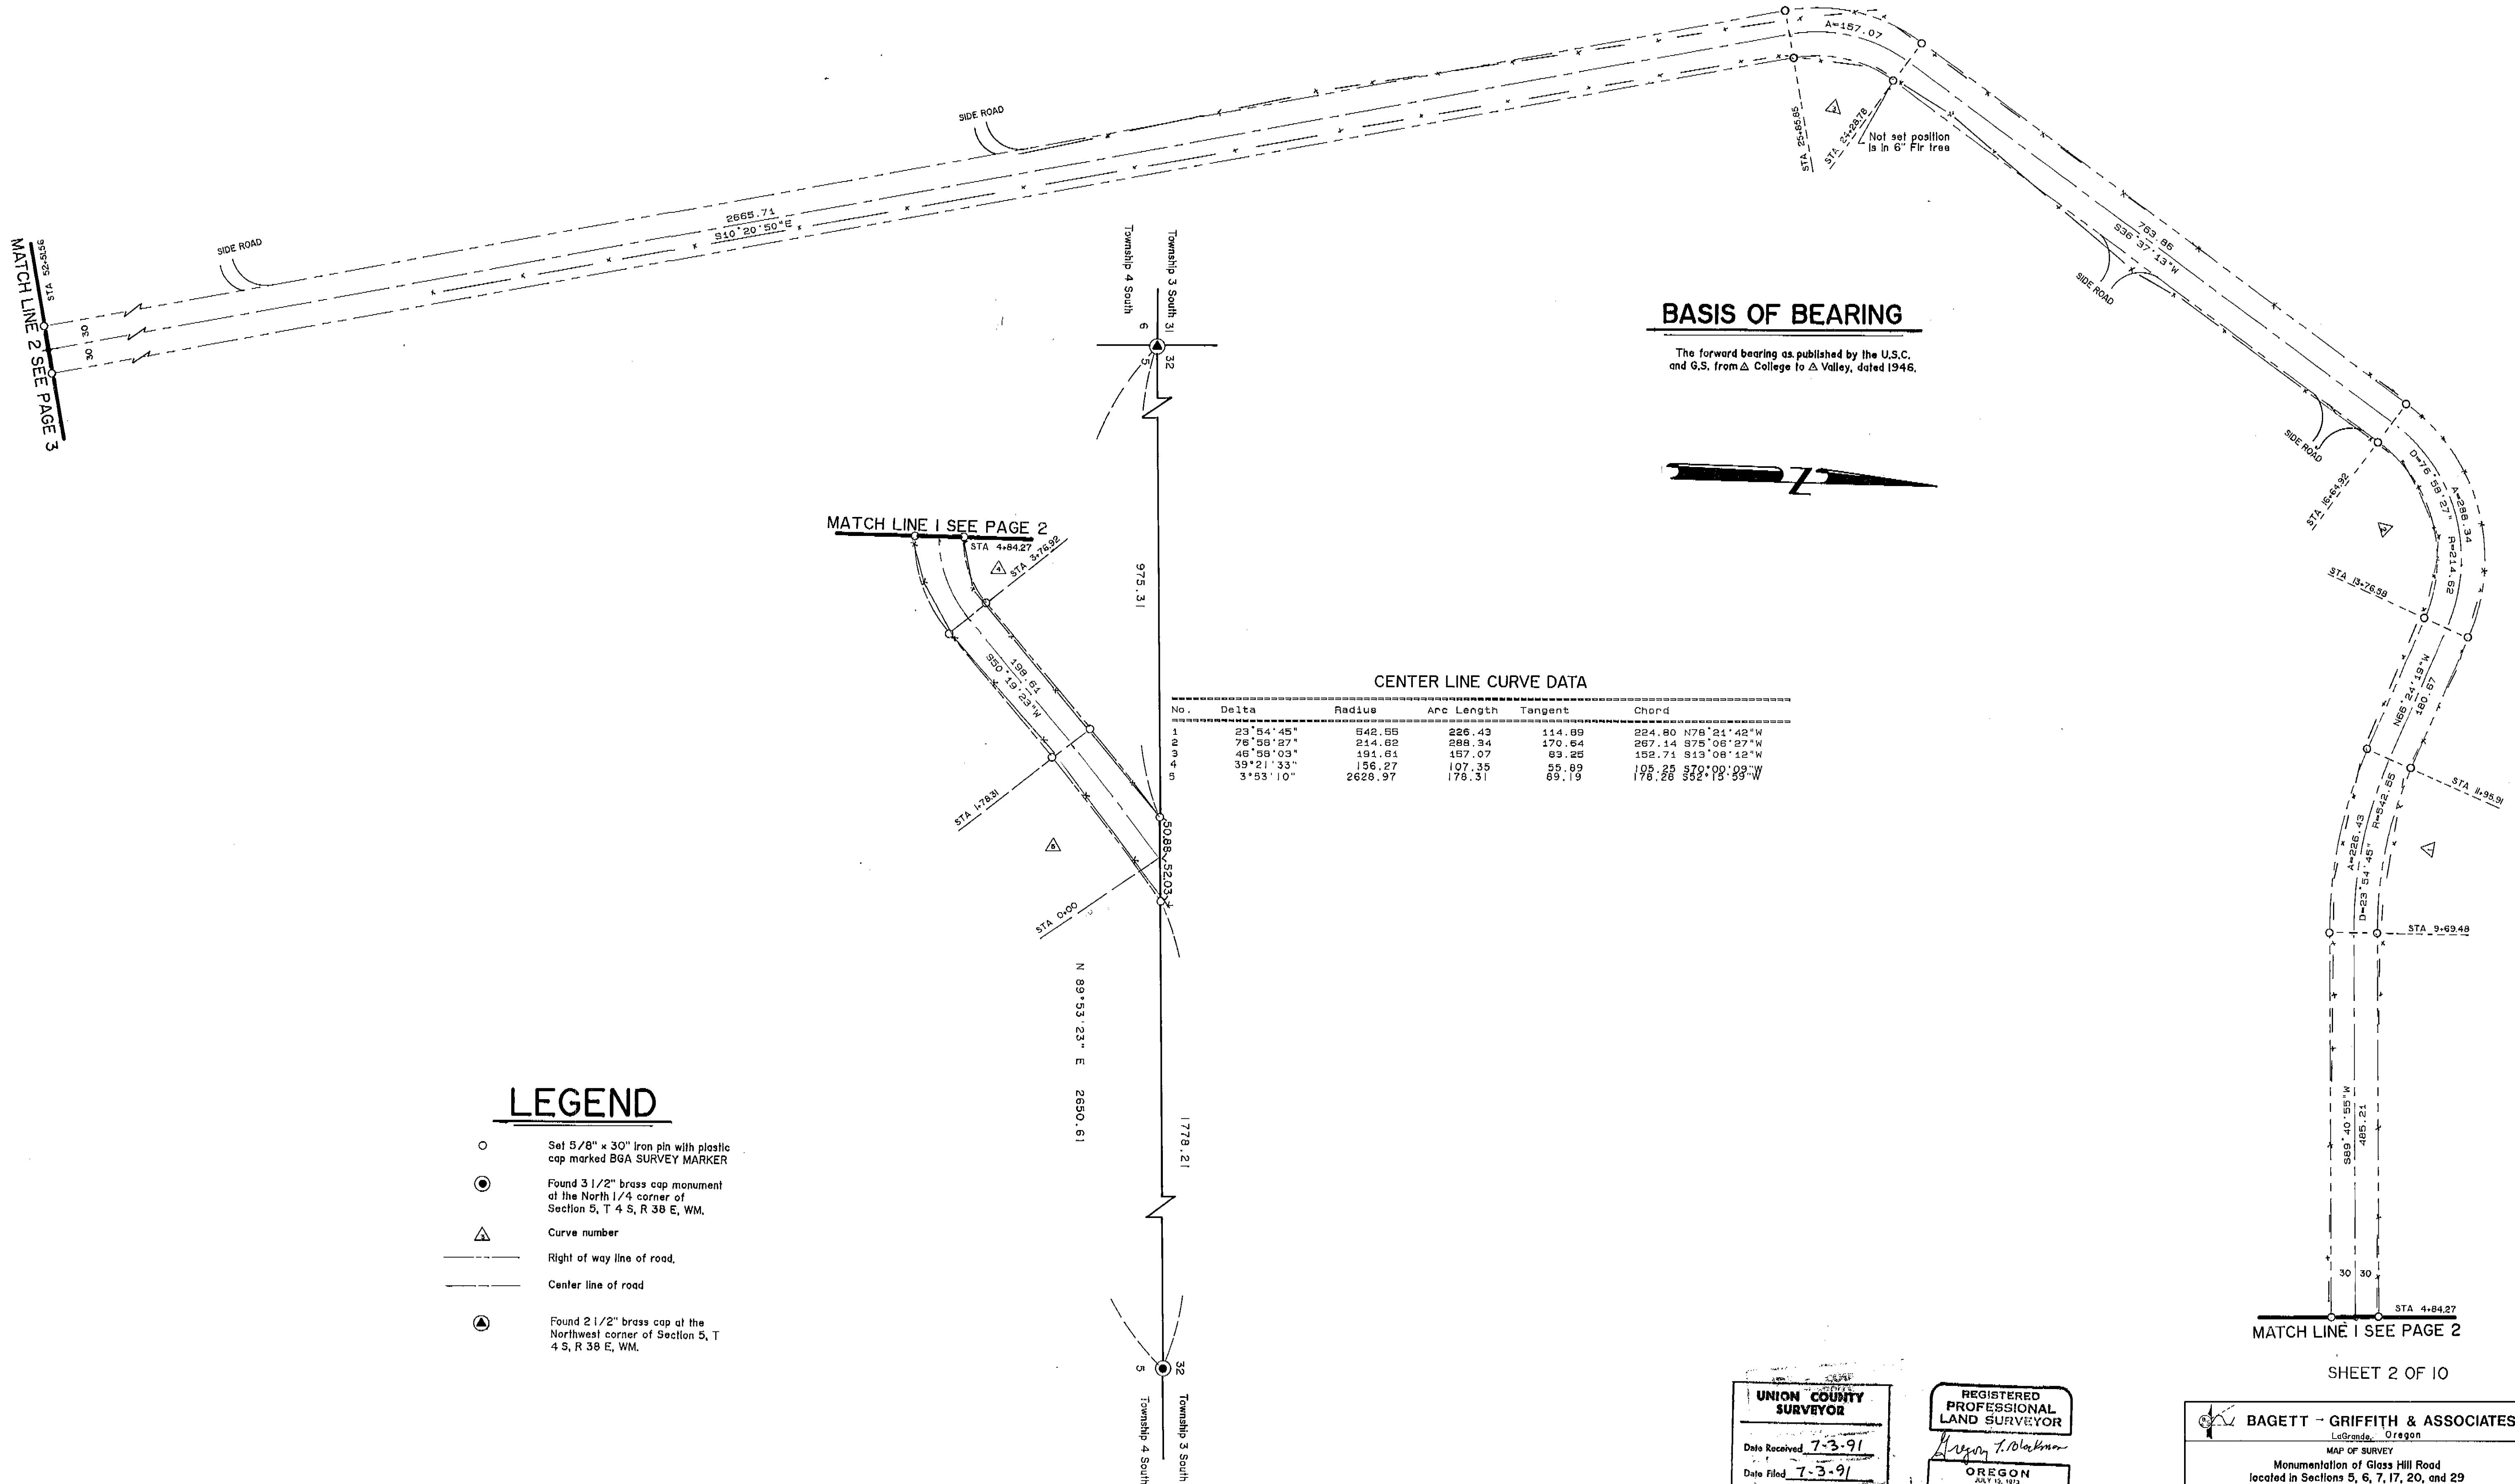 A=157.07
SIDE ROAD
STA 25+85.85
STA 24+28.78
Not set position
is in 6" Fir tree
2665.71
S10°20'50"E
SIDE ROAD
STA 52+51.56
MATCH LINE 2 SEE PAGE 3
30 30
Township 4 South
Township 3 South
6 31
5 32
763.86
S36°37'13"W
SIDE ROAD
BASIS OF BEARING
The forward bearing as published by the U.S.C.
and G.S. from △ College to △ Valley, dated 1946.
SIDE ROAD
STA 16+64.92
D=76°58'27"
A=288.34
R=214.62
2
STA 13+76.58
MATCH LINE 1 SEE PAGE 2
STA 4+84.27
STA 3+76.92
4
975.31
198.61
S50°19'23"W
STA 1+78.31
5
STA 0+00
50.88
52.03
N66°24'19"W
180.67
STA 11+95.91
R=542.55
A=226.43
D=23°54'45"
1
STA 9+69.48
CENTER LINE CURVE DATA
No. Delta Radius Arc Length Tangent Chord
1 23°54'45" 542.55 226.43 114.89 224.80 N78°21'42"W
2 76°58'27" 214.62 288.34 170.64 267.14 S75°06'27"W
3 46°58'03" 191.61 157.07 83.25 152.71 S13°08'12"W
4 39°21'33" 156.27 107.35 55.89 105.25 S70°00'09"W
5 3°53'10" 2628.97 178.31 89.19 178.28 S52°15'59"W
N 89°53'23" E 2650.61
1778.21
S89°40'55"W
485.21
30 30
STA 4+84.27
MATCH LINE 1 SEE PAGE 2
LEGEND
Set 5/8" x 30" iron pin with plastic
cap marked BGA SURVEY MARKER
Found 3 1/2" brass cap monument
at the North 1/4 corner of
Section 5, T 4 S, R 38 E, WM.
Curve number
Right of way line of road.
Center line of road
Found 2 1/2" brass cap at the
Northwest corner of Section 5, T
4 S, R 38 E, WM.
5 32
Township 4 South
Township 3 South
SHEET 2 OF 10
UNION COUNTY
SURVEYOR
Date Received 7-3-91
Date Filed 7-3-91
REGISTERED
PROFESSIONAL
LAND SURVEYOR
OREGON
JULY 13, 1973
BAGETT - GRIFFITH & ASSOCIATES
LaGrande, Oregon
MAP OF SURVEY
Monumentation of Glass Hill Road
located in Sections 5, 6, 7, 17, 20, and 29